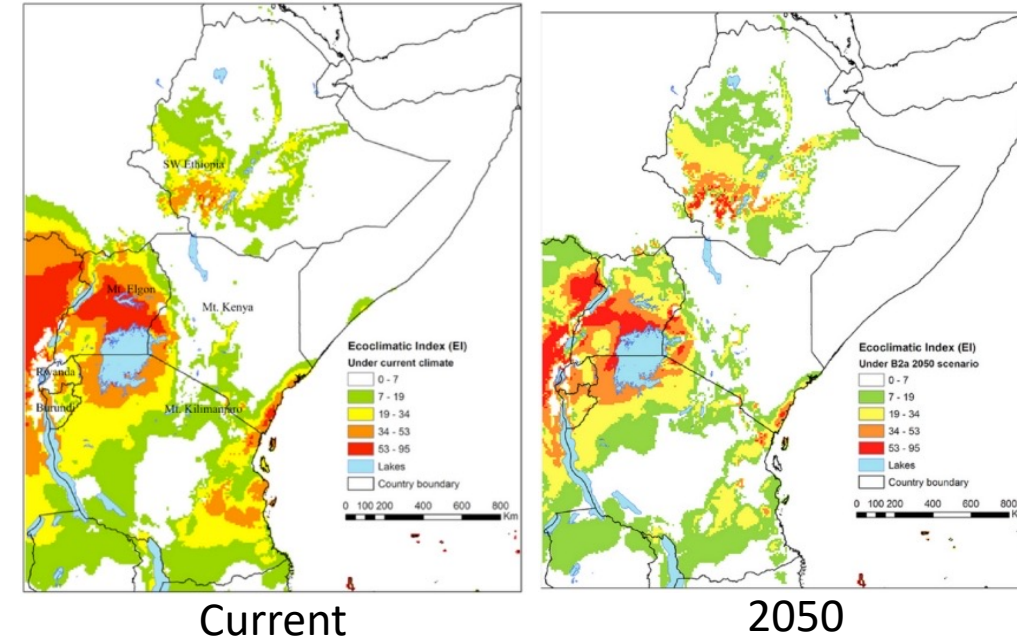 SW Ethiopia
Mt. Elgon
Mt. Kenya
Rwanda
Burundi
Mt. Kilimanjaro
Ecoclimatic Index (EI)
Under current climate
0 - 7
7 - 19
19 - 34
34 - 53
53 - 95
Lakes
Country boundary
0 100 200 400 600 800
Km
Current
Ecoclimatic Index (EI)
Under B2a 2050 scenario
0 - 7
7 - 19
19 - 34
34 - 53
53 - 95
Lakes
Country boundary
0 100 200 400 600 800
K
2050